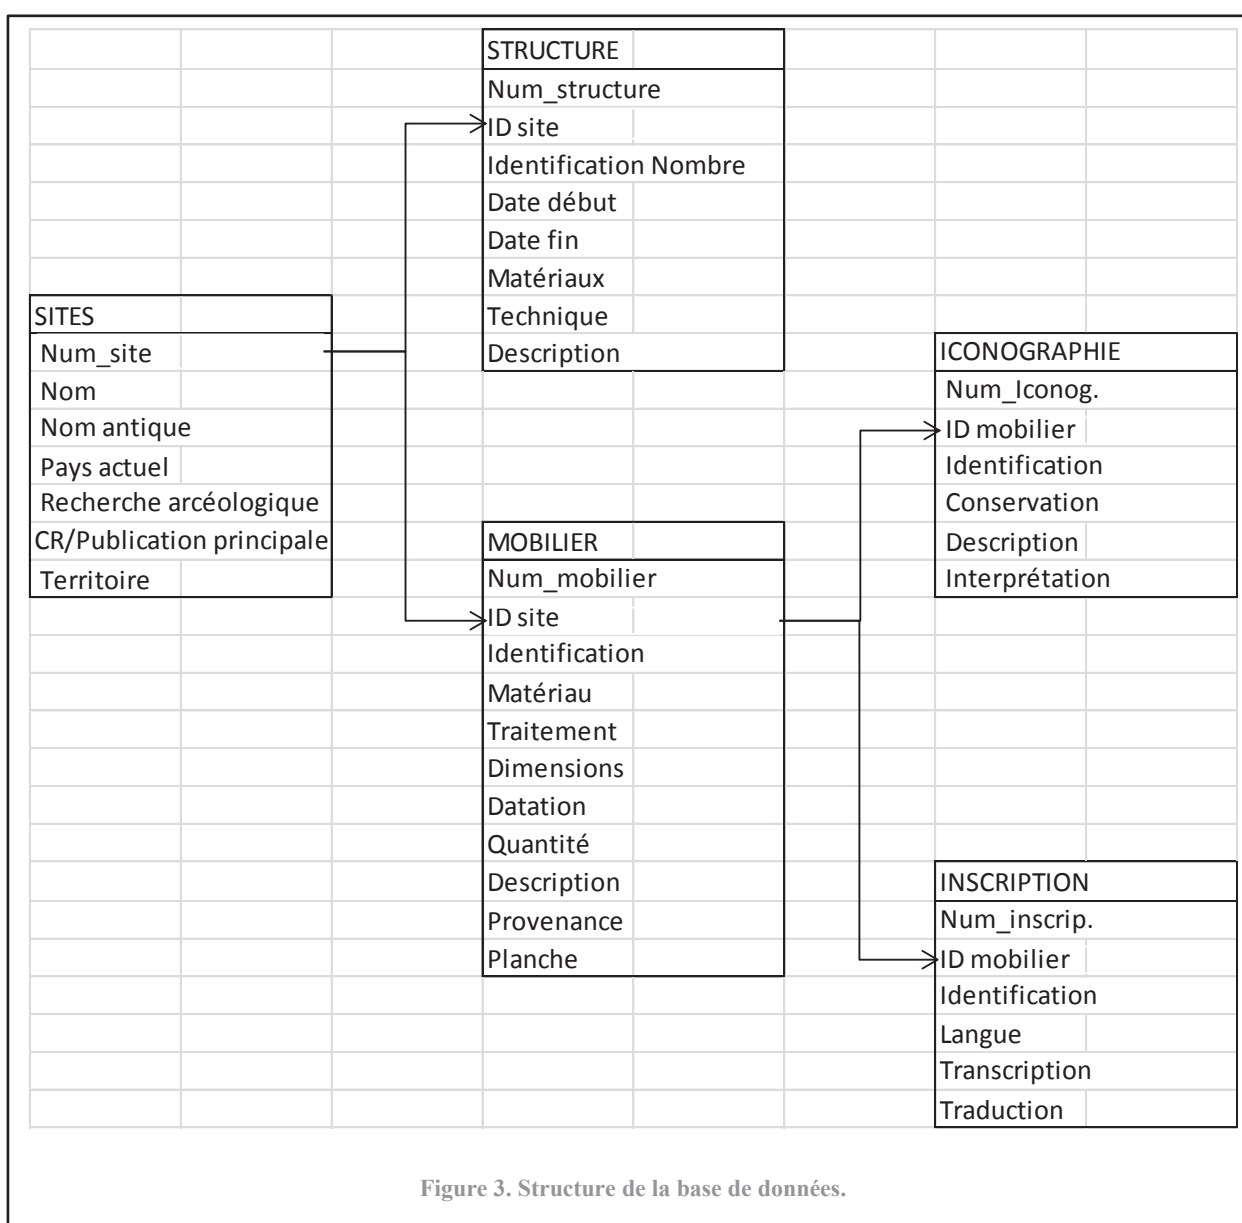 STRUCTURE
Num_structure
ID site
Identification Nombre
Date début
Date fin
Matériaux
Technique
Description
SITES
Num_site
Nom
Nom antique
Pays actuel
Recherche arcéologique
CR/Publication principale
Territoire
MOBILIER
Num_mobilier
ID site
Identification
Matériau
Traitement
Dimensions
Datation
Quantité
Description
Provenance
Planche
ICONOGRAPHIE
Num_Iconog.
ID mobilier
Identification
Conservation
Description
Interprétation
INSCRIPTION
Num_inscrip.
ID mobilier
Identification
Langue
Transcription
Traduction
Figure 3. Structure de la base de données.